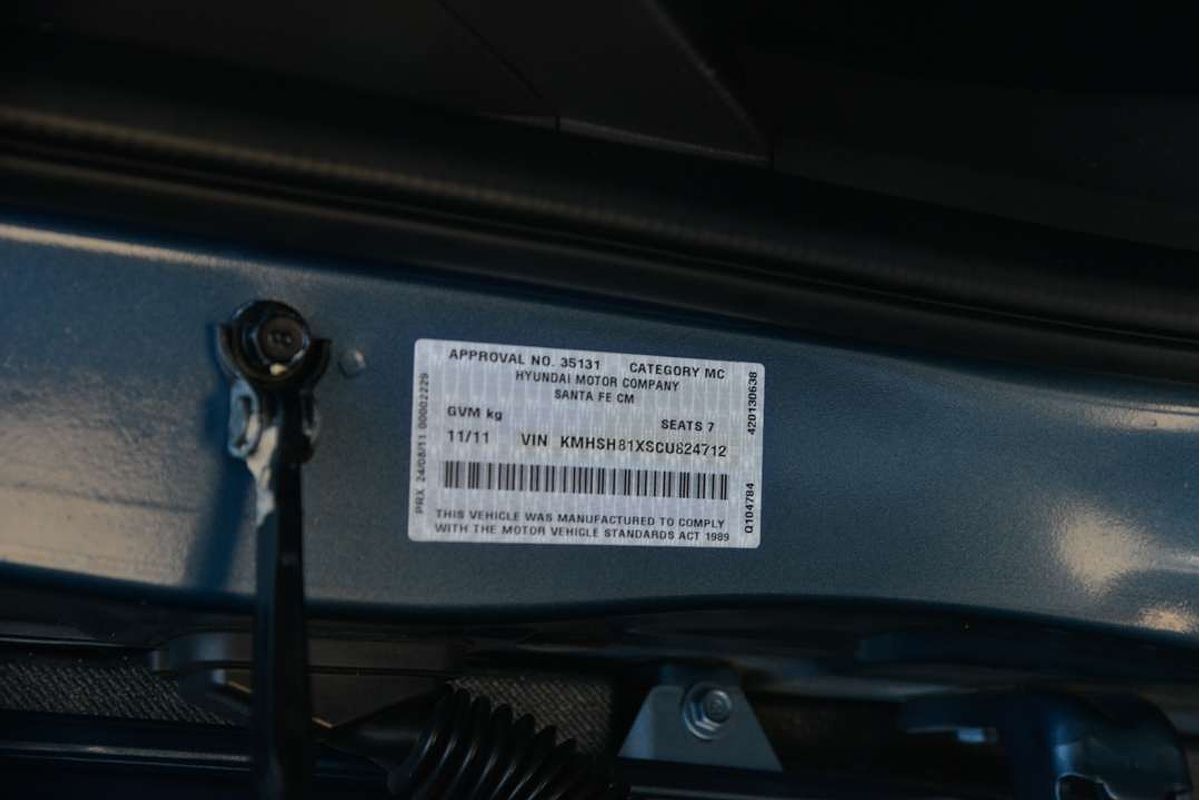 APPROVAL NO. 35131 CATEGORY MC
HYUNDAI MOTOR COMPANY
SANTA FE CM
GVM kg SEATS 7
11/11 VIN KMHSH81XSCU824712
THIS VEHICLE WAS MANUFACTURED TO COMPLY
WITH THE MOTOR VEHICLE STANDARDS ACT 1989
PRX 24/08/11 00002229
420130638
Q104784